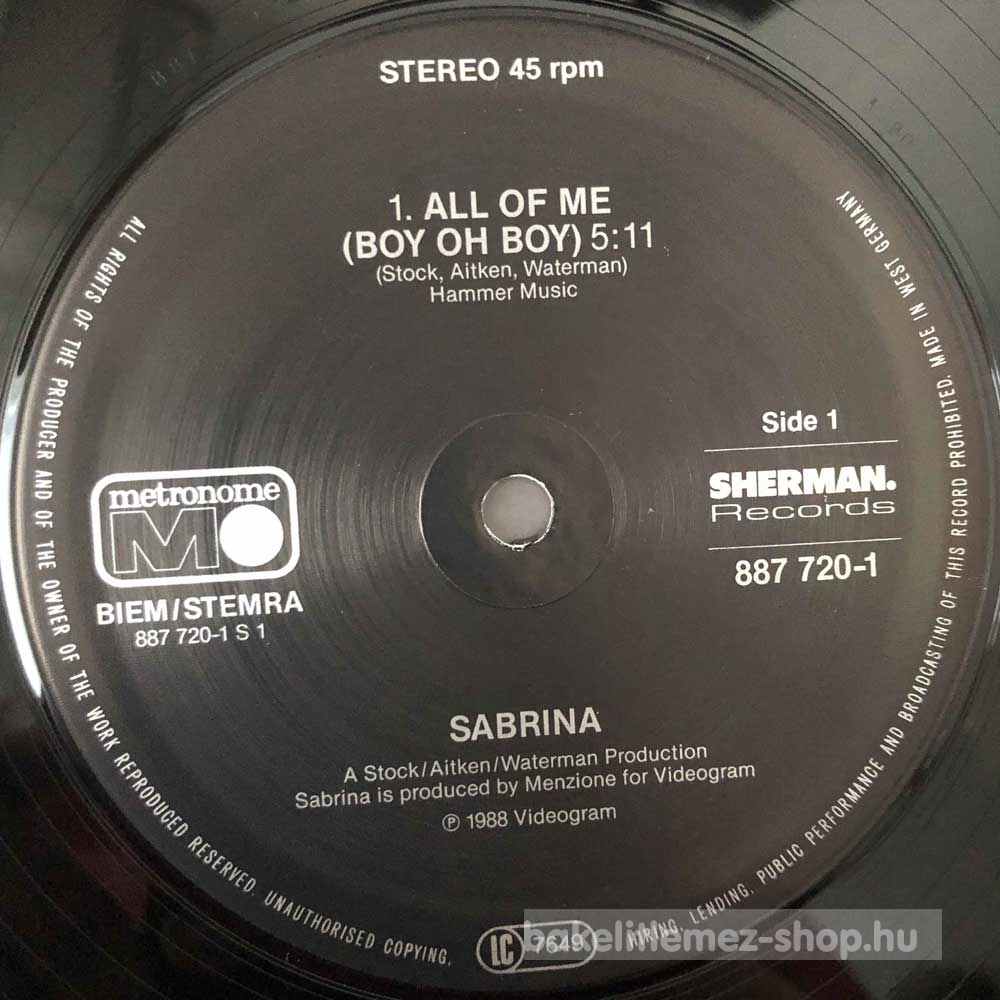 STEREO 45 rpm
1. ALL OF ME
(BOY OH BOY) 5:11
(Stock, Aitken, Waterman)
Hammer Music
Side 1
SHERMAN.
Records
887 720-1
metronome
M
BIEM/STEMRA
887 720-1 S 1
SABRINA
A Stock/Aitken/Waterman Production
Sabrina is produced by Menzione for Videogram
℗ 1988 Videogram
ALL RIGHTS OF THE PRODUCER AND OF THE OWNER OF THE WORK REPRODUCED RESERVED. UNAUTHORISED COPYING, HIRING, LENDING, PUBLIC PERFORMANCE AND BROADCASTING OF THIS RECORD PROHIBITED. MADE IN WEST GERMANY
LC 7649
bakelitlemez-shop.hu